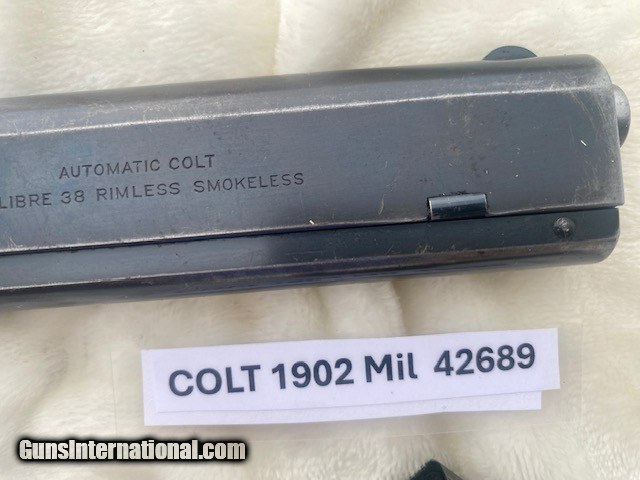 AUTOMATIC COLT
LIBRE 38 RIMLESS SMOKELESS
COLT 1902 Mil 42689
GunsInternational.com